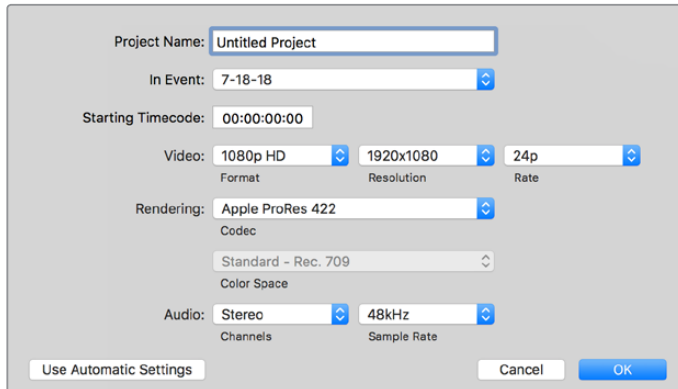 Project Name: Untitled Project
In Event: 7-18-18
Starting Timecode: 00:00:00:00
Video: 1080p HD 1920x1080 24p
Format Resolution Rate
Rendering: Apple ProRes 422
Codec
Standard - Rec. 709
Color Space
Audio: Stereo 48kHz
Channels Sample Rate
Use Automatic Settings Cancel OK